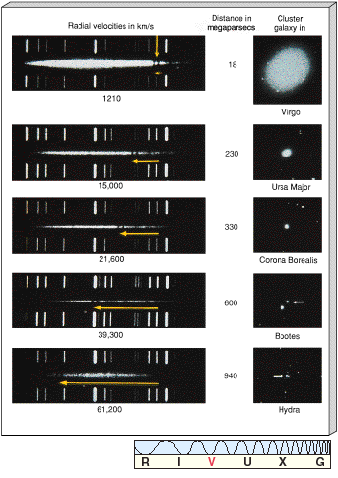 Radial velocities in km/s
Distance in
megaparsecs
Cluster
galaxy in
1210
18
Virgo
15,000
230
Ursa Major
21,600
330
Corona Borealis
39,300
600
Bootes
61,200
940
Hydra
R I V U X G